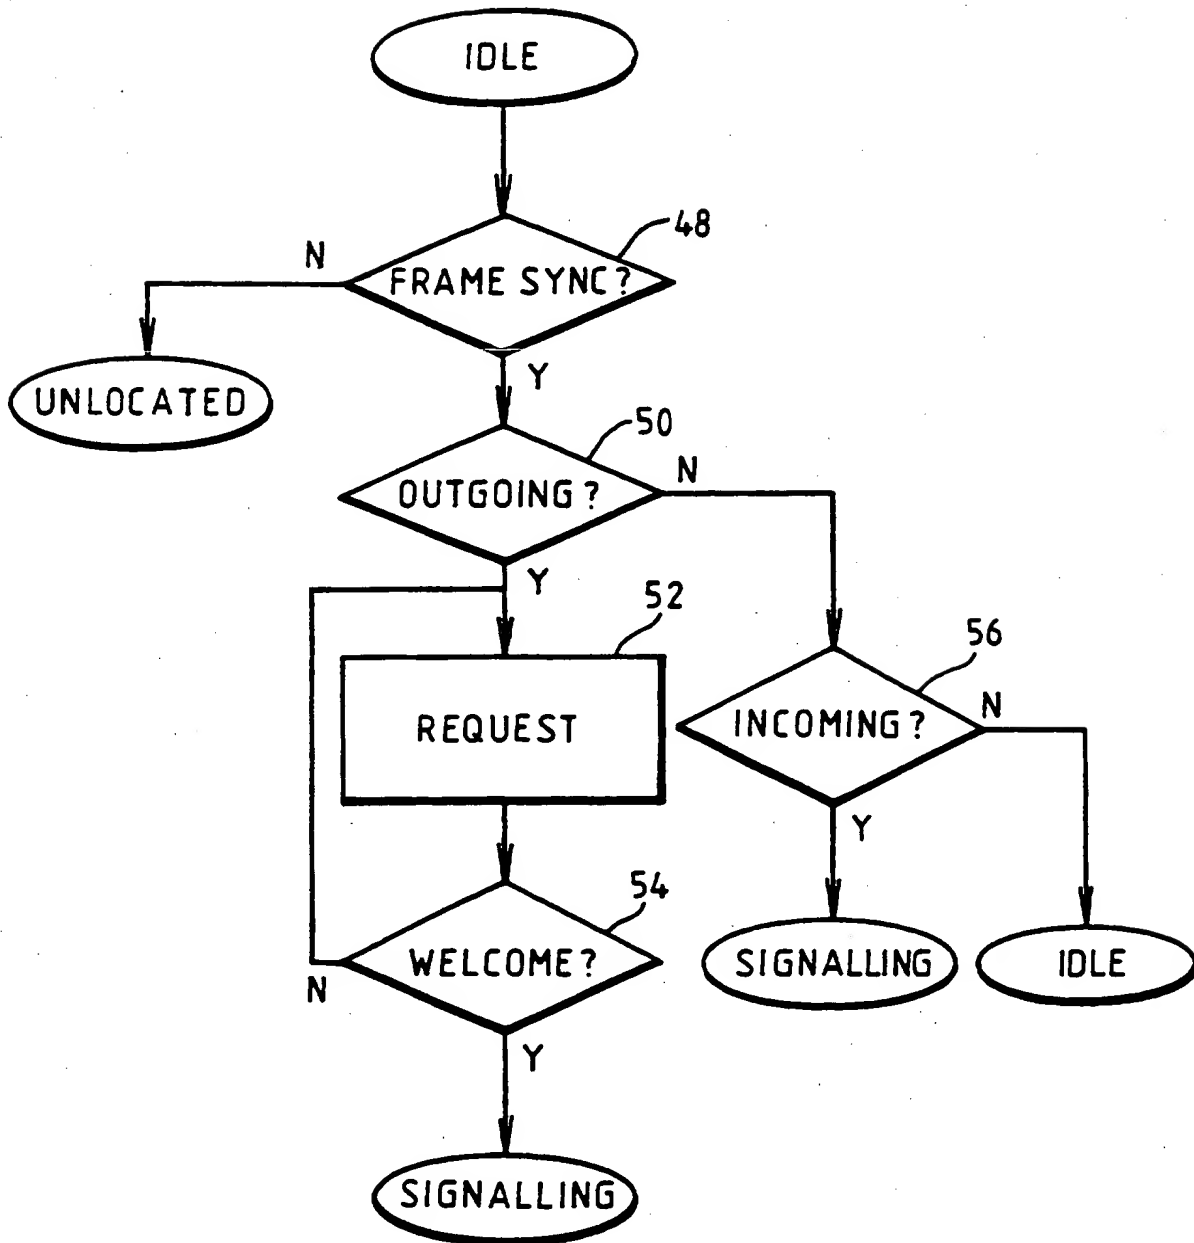 IDLE
48
N
FRAME SYNC?
Y
UNLOCATED
50
N
OUTGOING?
Y
52
56
REQUEST
INCOMING?
N
Y
54
WELCOME?
N
SIGNALLING
IDLE
Y
SIGNALLING